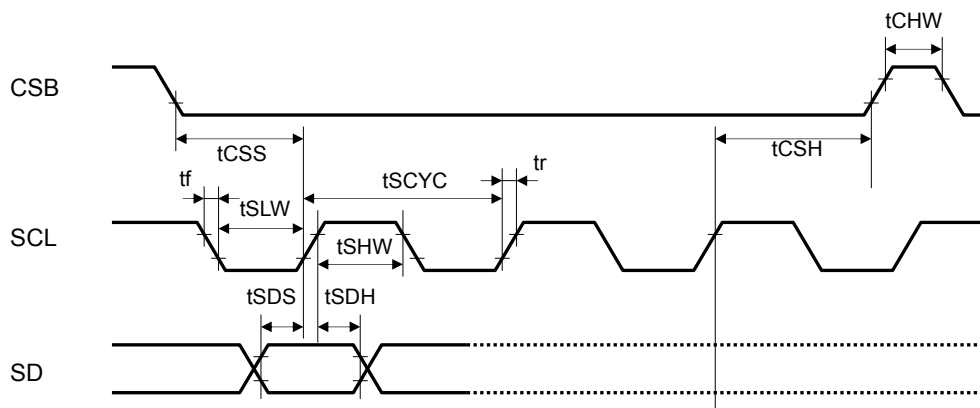 tCHW
CSB
tCSS
tCSH
tf
tSCYC
tr
tSLW
SCL
tSHW
tSDS
tSDH
SD